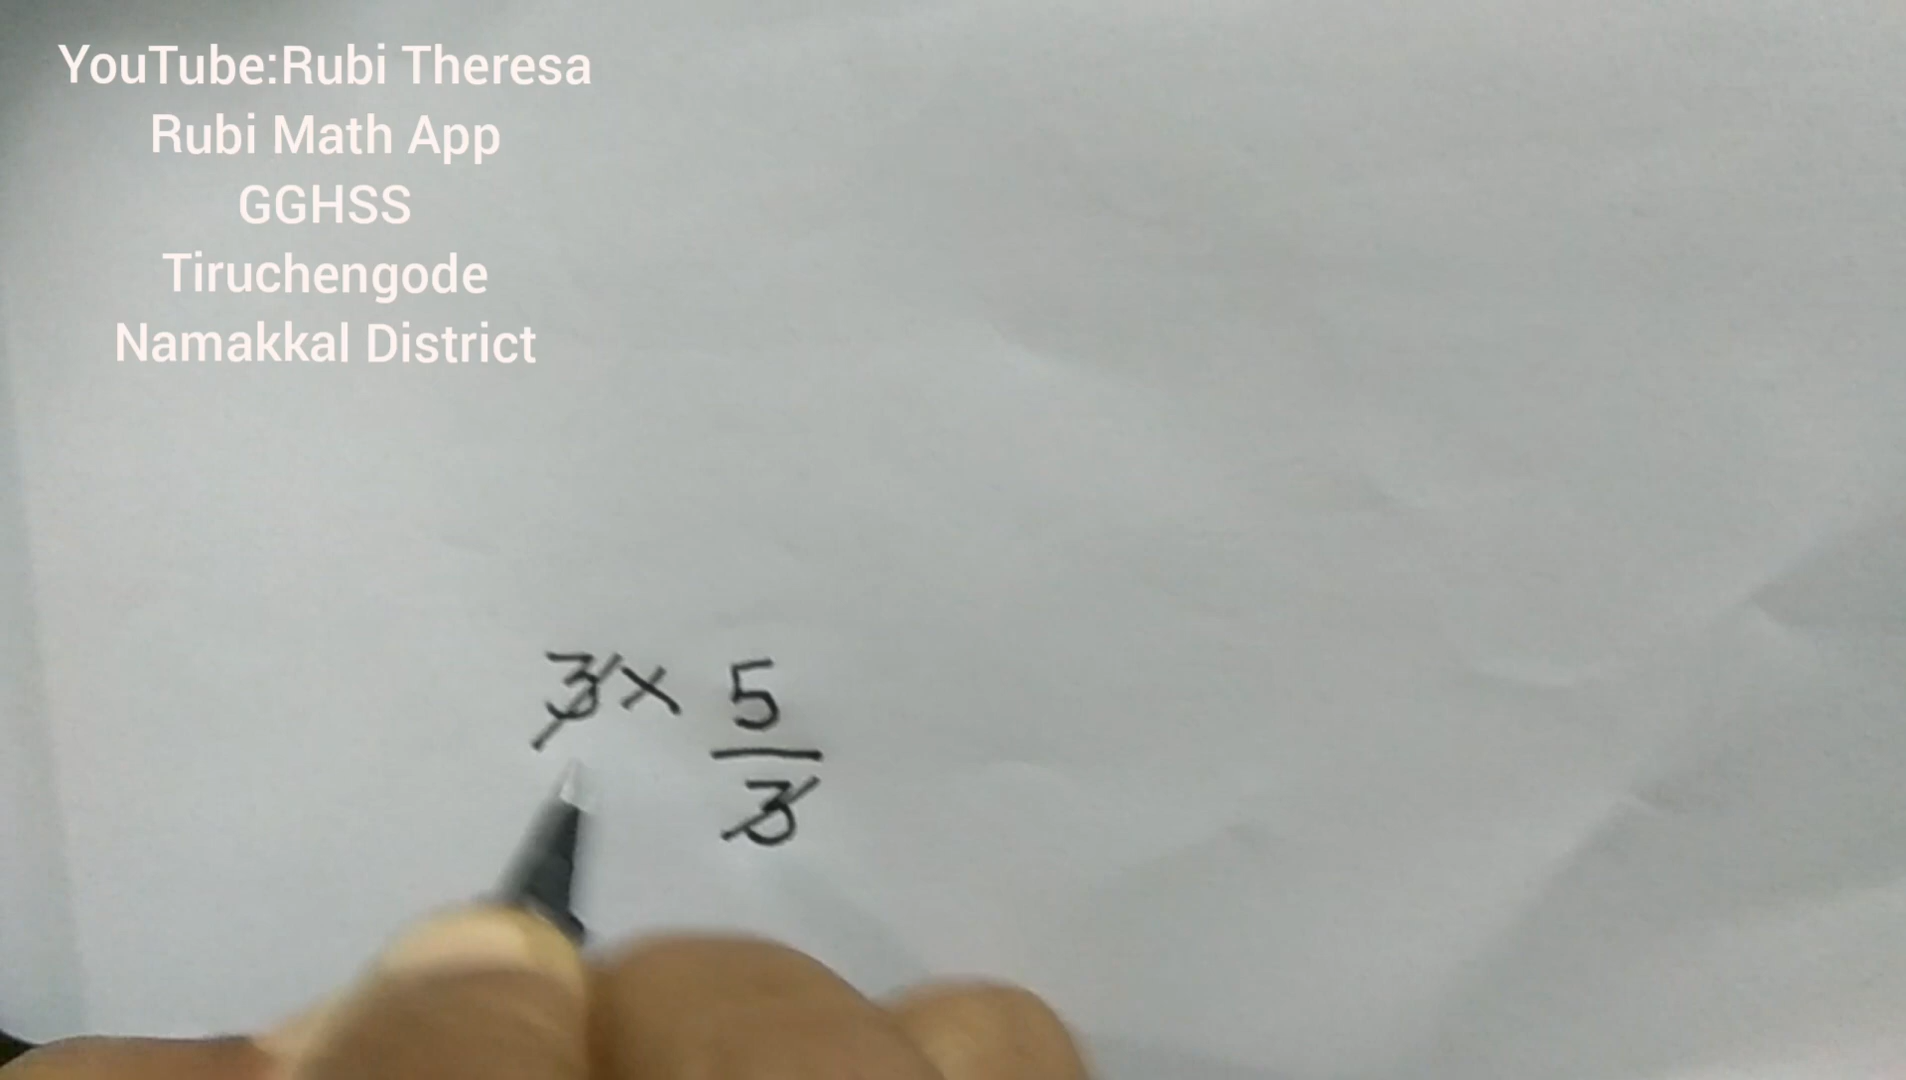 YouTube:Rubi Theresa
Rubi Math App
GGHSS
Tiruchengode
Namakkal District
3 × 5
3